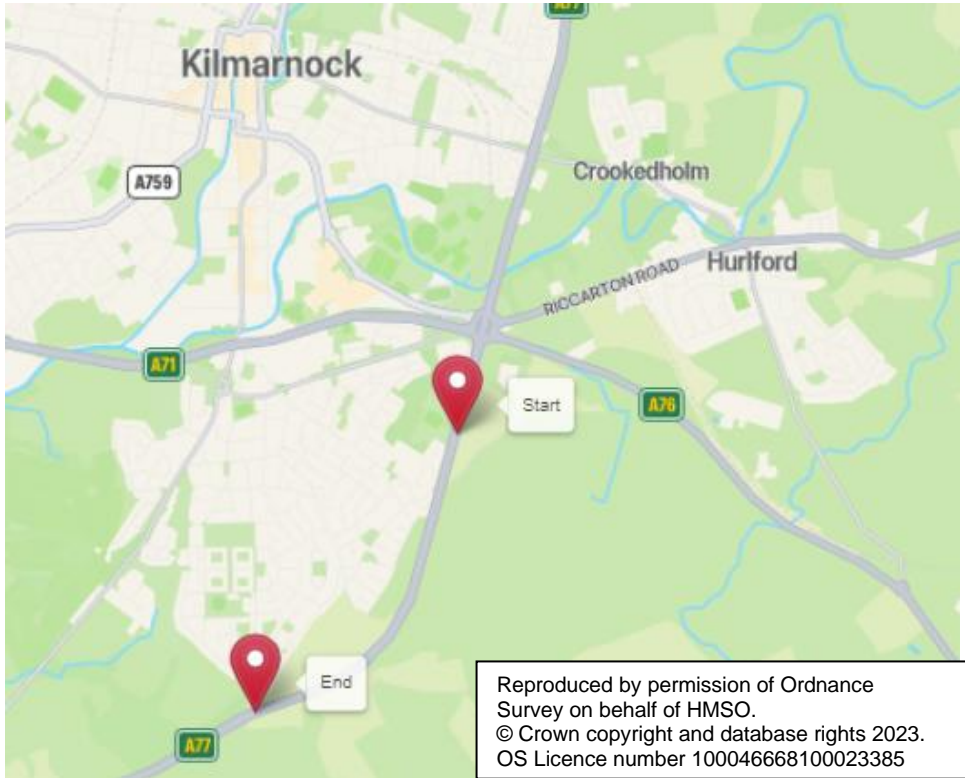 A77
Kilmarnock
A759
Crookedholm
Hurlford
RICCARTON ROAD
A71
Start
A76
End
A77
Reproduced by permission of Ordnance
Survey on behalf of HMSO.
© Crown copyright and database rights 2023.
OS Licence number 100046668100023385